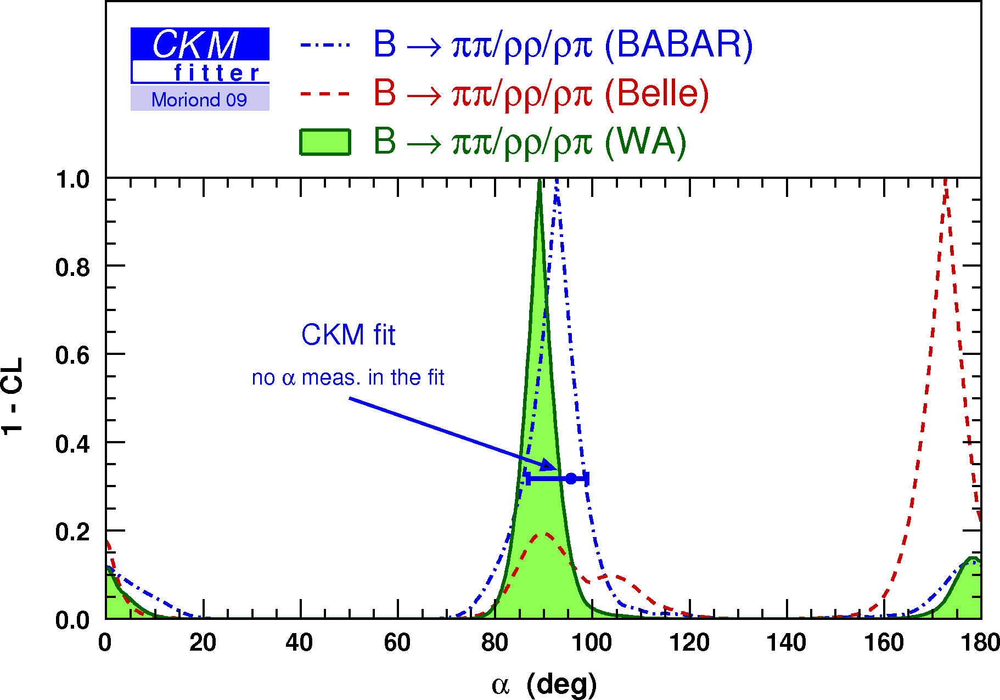 CKM
fitter
Moriond 09
B → ππ/ρρ/ρπ (BABAR)
B → ππ/ρρ/ρπ (Belle)
B → ππ/ρρ/ρπ (WA)
1.0
0.8
0.6
0.4
0.2
0.0
1 - CL
CKM fit
no α meas. in the fit
0 20 40 60 80 100 120 140 160 180
α (deg)